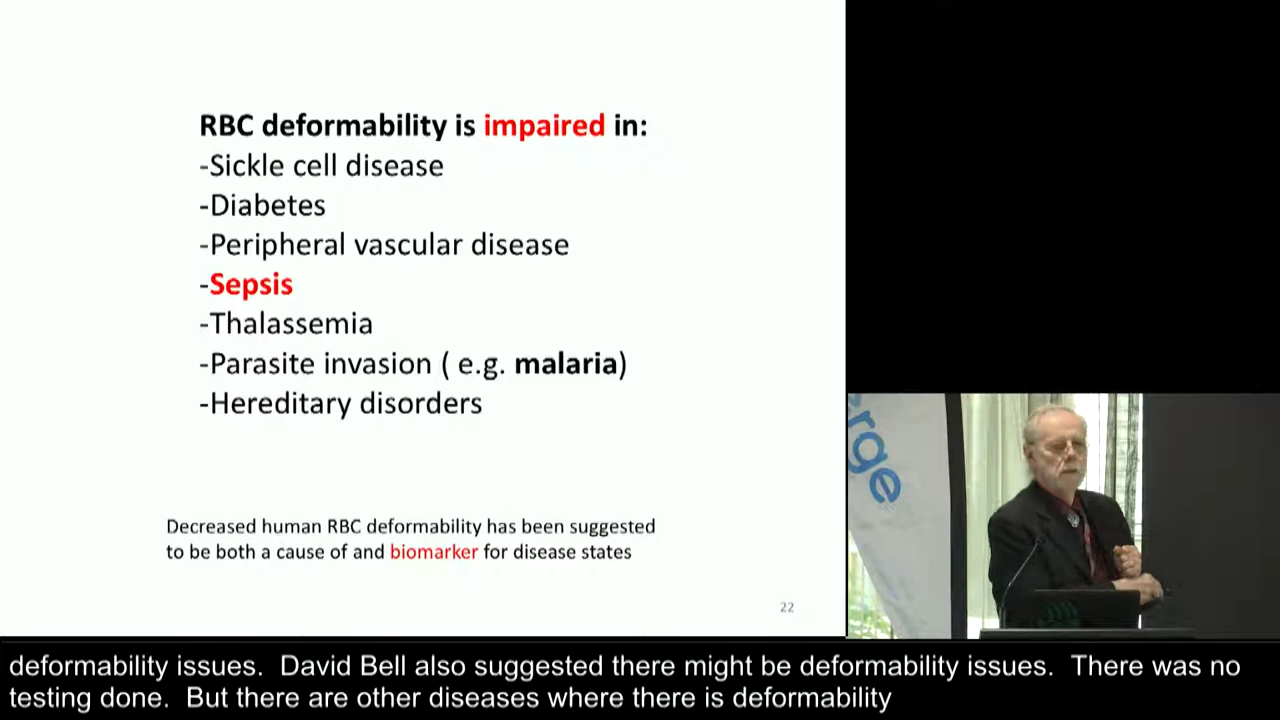 RBC deformability is impaired in:
-Sickle cell disease
-Diabetes
-Peripheral vascular disease
-Sepsis
-Thalassemia
-Parasite invasion ( e.g. malaria)
-Hereditary disorders
Decreased human RBC deformability has been suggested
to be both a cause of and biomarker for disease states
22
erge
deformability issues.  David Bell also suggested there might be deformability issues.  There was no
testing done.  But there are other diseases where there is deformability